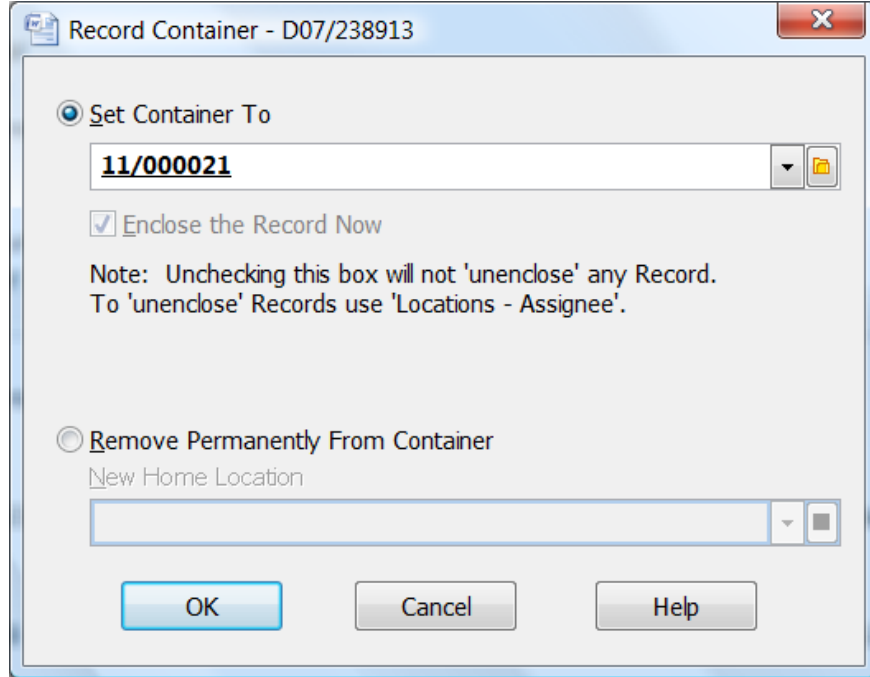 Record Container - D07/238913
Set Container To
11/000021
Enclose the Record Now
Note:  Unchecking this box will not 'unenclose' any Record.
To 'unenclose' Records use 'Locations - Assignee'.
Remove Permanently From Container
New Home Location
OK Cancel Help